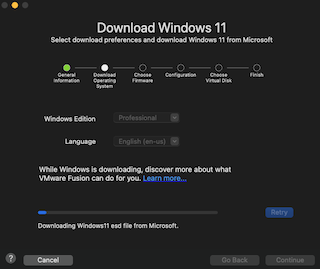 Download Windows 11
Select download preferences and download Windows 11 from Microsoft
General Information
Download Operating System
Choose Firmware
Configuration
Choose Virtual Disk
Finish
Windows Edition Professional
Language English (en-us)
While Windows is downloading, discover more about what
VMware Fusion can do for you. Learn more...
Retry
Downloading Windows11 esd file from Microsoft.
? Cancel Go Back Continue